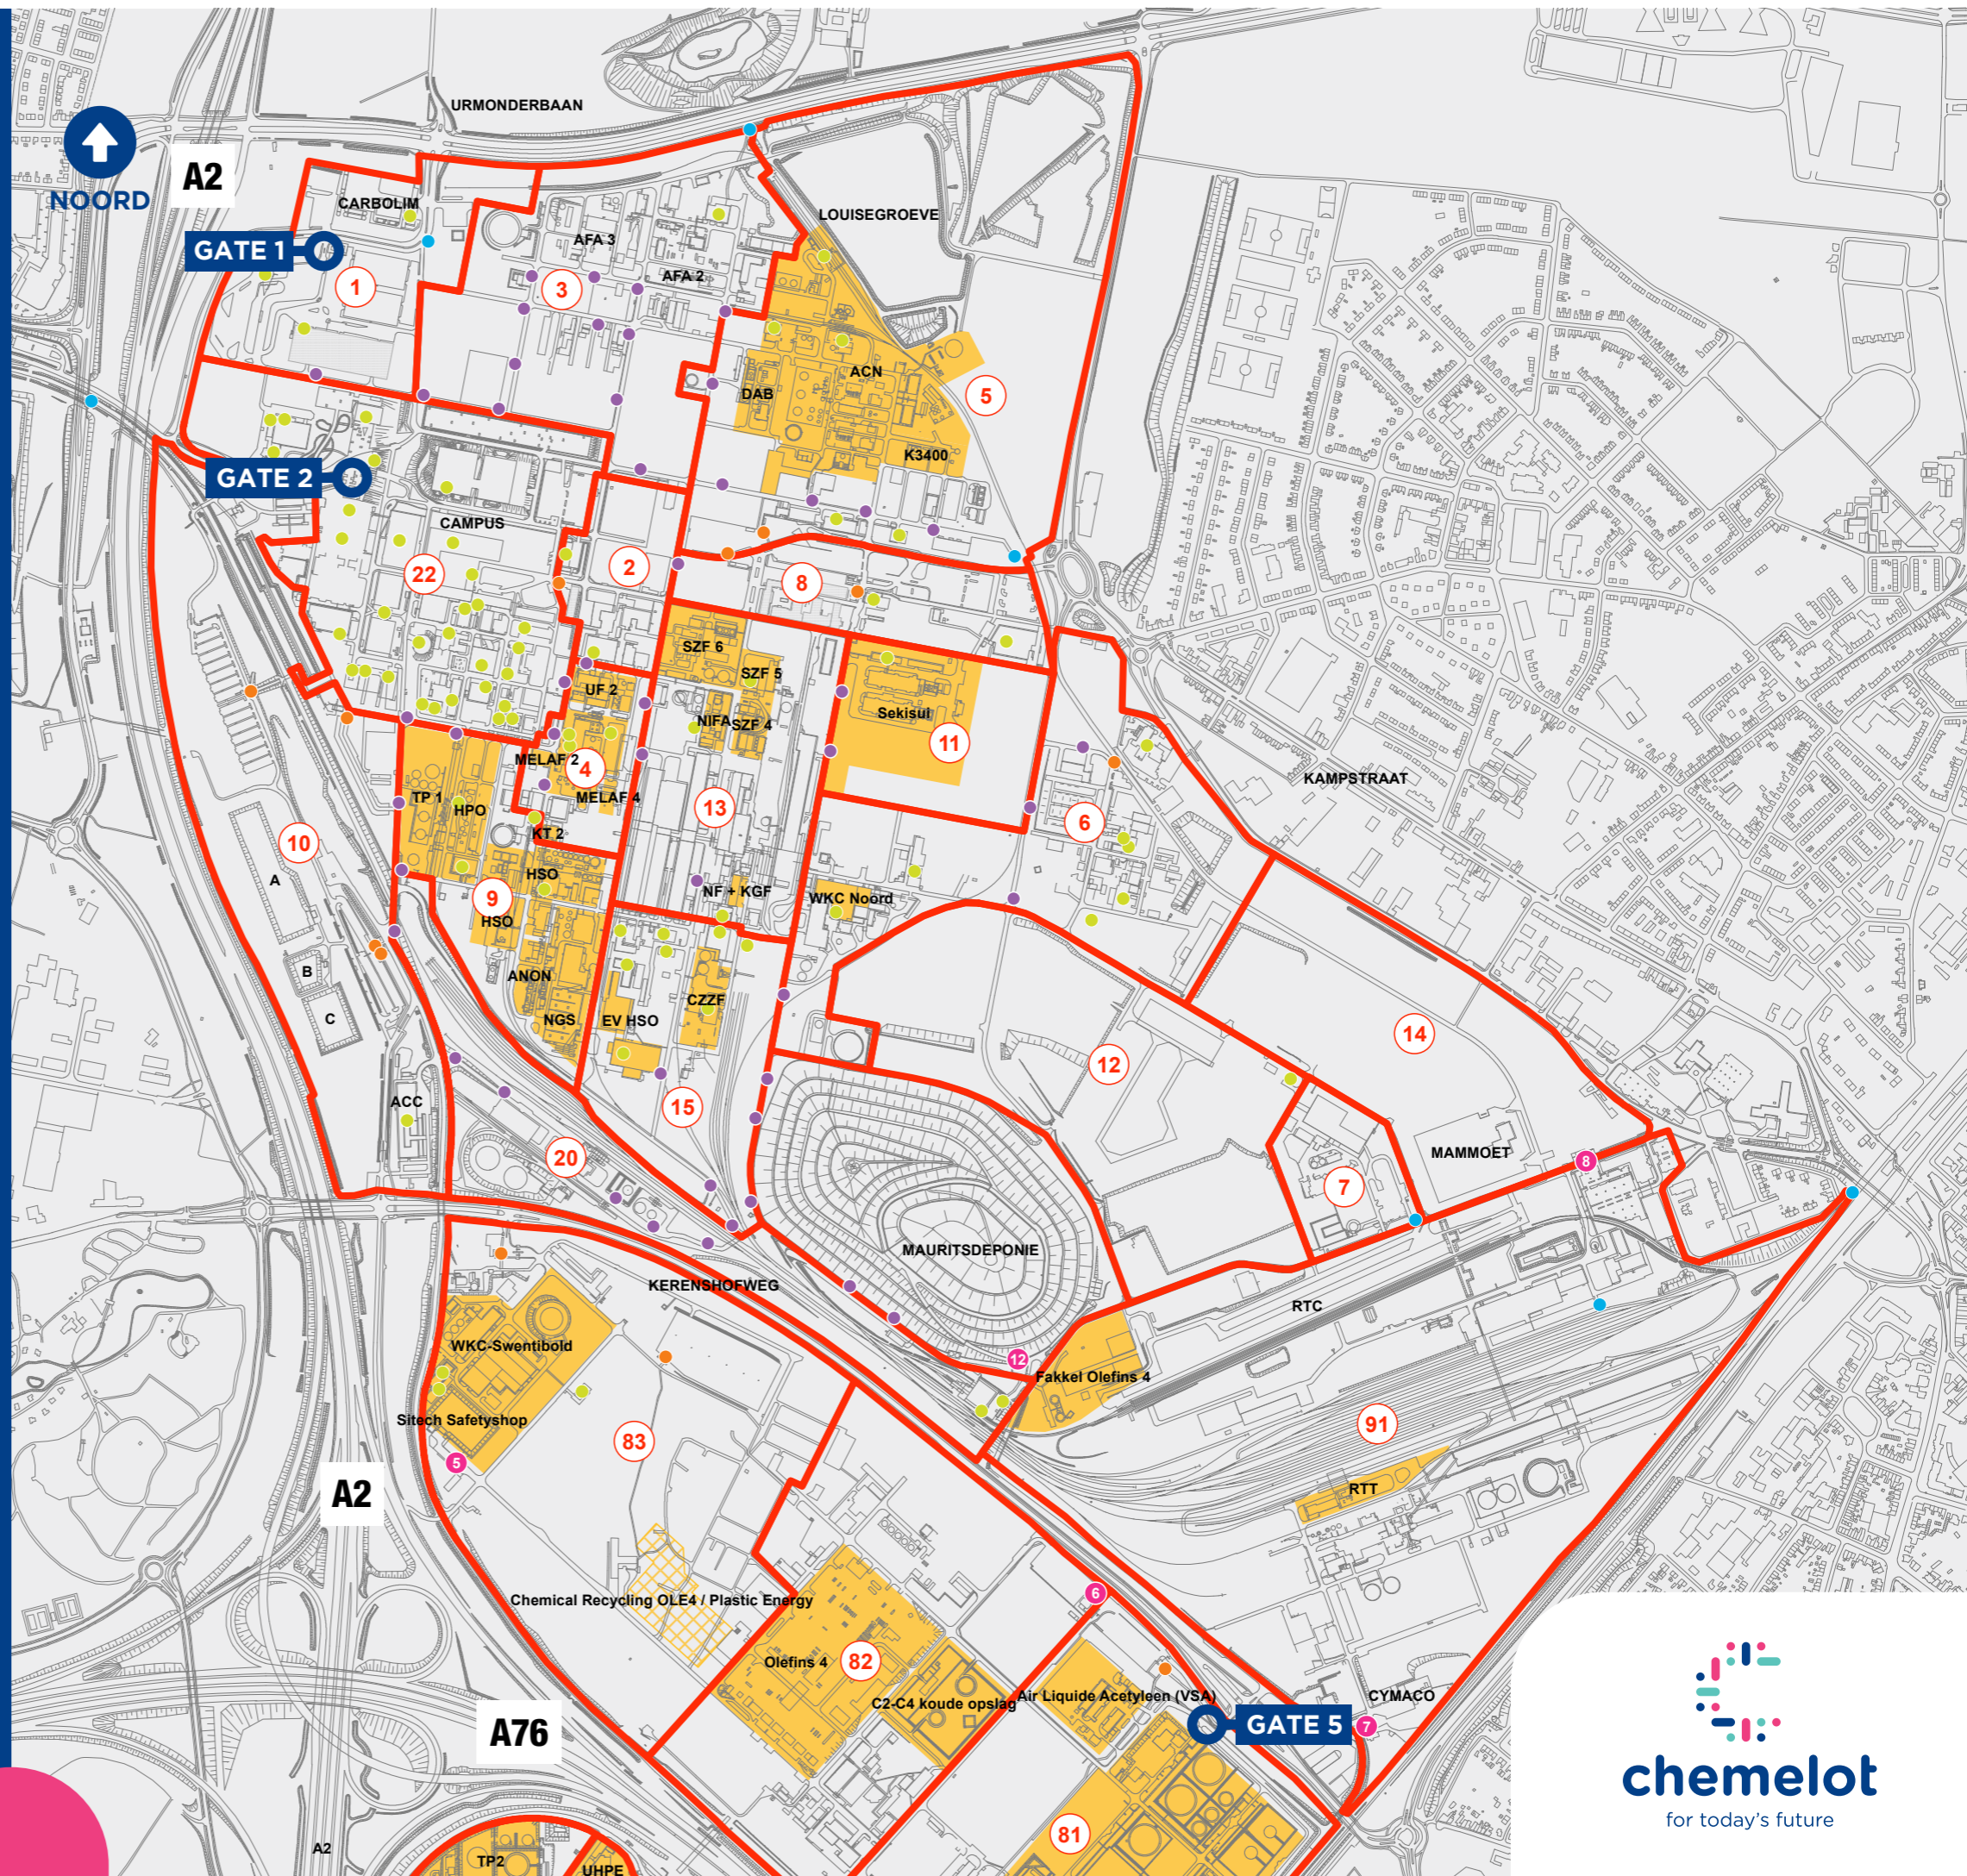 URMONDERBAAN
A2
NOORD
CARBOLIM
LOUISEGROEVE
GATE 1
AFA 3
AFA 2
1
3
ACN
DAB
5
K3400
GATE 2
CAMPUS
22
2
8
SZF 6
SZF 5
UF 2
NIFA
SZF 4
Sekisui
11
MELAF 2
4
MELAF 4
KAMPSTRAAT
TP 1
HPO
13
6
KT 2
10
A
HSO
9
HSO
NF + KGF
WKC Noord
B
ANON
C
CZZF
NGS
EV HSO
14
12
ACC
15
20
MAMMOET
8
7
MAURITSDEPONIE
KERENSHOFWEG
RTC
WKC-Swentibold
12
Fakkel Olefins 4
Sitech Safetyshop
83
91
5
A2
RTT
Chemical Recycling OLE4 / Plastic Energy
6
Olefins 4
82
C2-C4 koude opslag
Air Liquide Acetyleen (VSA)
CYMACO
A76
GATE 5
7
chemelot
for today's future
81
A2
TP2
UHPE